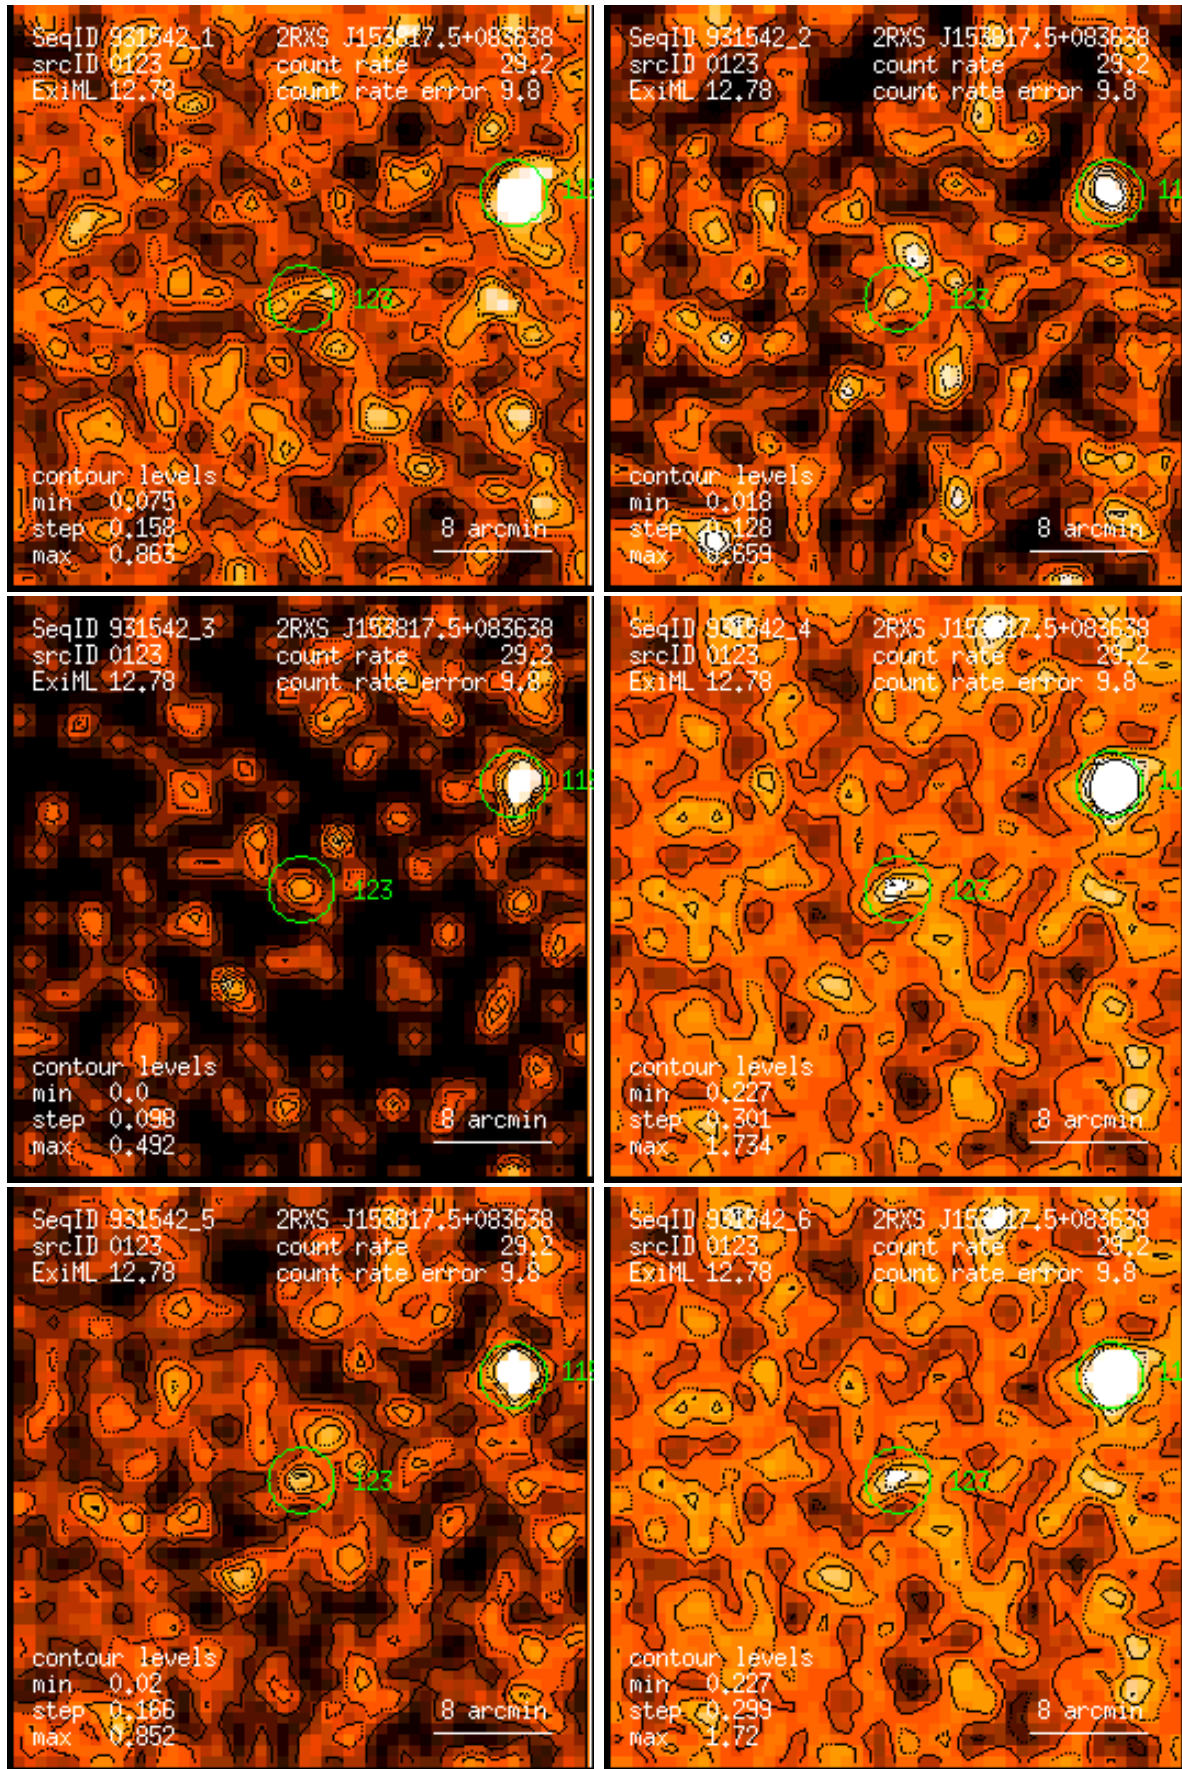 SeqID 931542_1 2RXS J153817.5+083638
srcID 0123 count rate 29.2
ExiML 12.78 count rate error 9.8
123
contour levels
min 0.075
step 0.158
max 0.863
8 arcmin
SeqID 931542_2 2RXS J153817.5+083638
srcID 0123 count rate 29.2
ExiML 12.78 count rate error 9.8
123
contour levels
min 0.018
step 0.128
max 0.659
8 arcmin
SeqID 931542_3 2RXS J153817.5+083638
srcID 0123 count rate 29.2
ExiML 12.78 count rate error 9.8
123
contour levels
min 0.0
step 0.098
max 0.492
8 arcmin
SeqID 931542_4 2RXS J153817.5+083638
srcID 0123 count rate 29.2
ExiML 12.78 count rate error 9.8
123
contour levels
min 0.227
step 0.301
max 1.734
8 arcmin
SeqID 931542_5 2RXS J153817.5+083638
srcID 0123 count rate 29.2
ExiML 12.78 count rate error 9.8
123
contour levels
min 0.02
step 0.166
max 0.852
8 arcmin
SeqID 931542_6 2RXS J153817.5+083638
srcID 0123 count rate 29.2
ExiML 12.78 count rate error 9.8
123
contour levels
min 0.227
step 0.299
max 1.72
8 arcmin